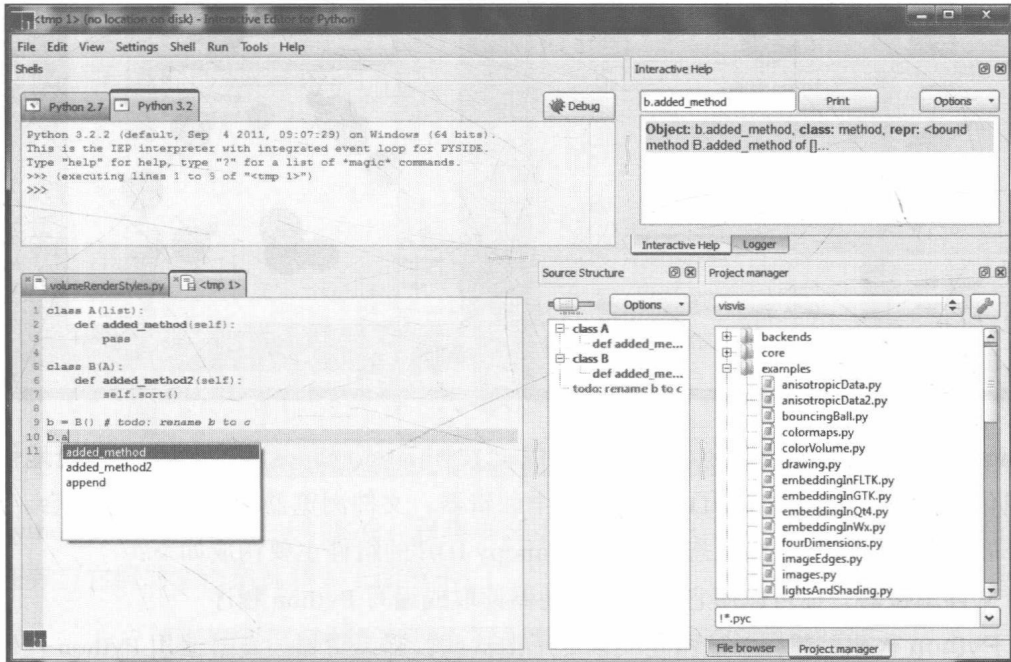 <tmp 1> (no location on disk) - Interactive Editor for Python
File Edit View Settings Shell Run Tools Help
Shells
Python 2.7
Python 3.2
Debug
Python 3.2.2 (default, Sep 4 2011, 09:07:29) on Windows (64 bits).
This is the IEP interpreter with integrated event loop for PYSIDE.
Type "help" for help, type "?" for a list of *magic* commands.
>>> (executing lines 1 to 9 of "<tmp 1>")
>>>
Interactive Help
b.added_method
Print
Options
Object: b.added_method, class: method, repr: <bound
method B.added_method of []...
Interactive Help
Logger
volumeRenderStyles.py
<tmp 1>
1 class A(list):
2 def added_method(self):
3 pass
4
5 class B(A):
6 def added_method2(self):
7 self.sort()
8
9 b = B() # todo: rename b to c
10 b.a
11
added_method
added_method2
append
Source Structure
Options
class A
def added_me...
class B
def added_me...
todo: rename b to c
Project manager
visvis
backends
core
examples
anisotropicData.py
anisotropicData2.py
bouncingBall.py
colormaps.py
colorVolume.py
drawing.py
embeddingInFLTK.py
embeddingInGTK.py
embeddingInQt4.py
embeddingInWx.py
fourDimensions.py
imageEdges.py
images.py
lightsAndShading.py
!*.pyc
File browser
Project manager